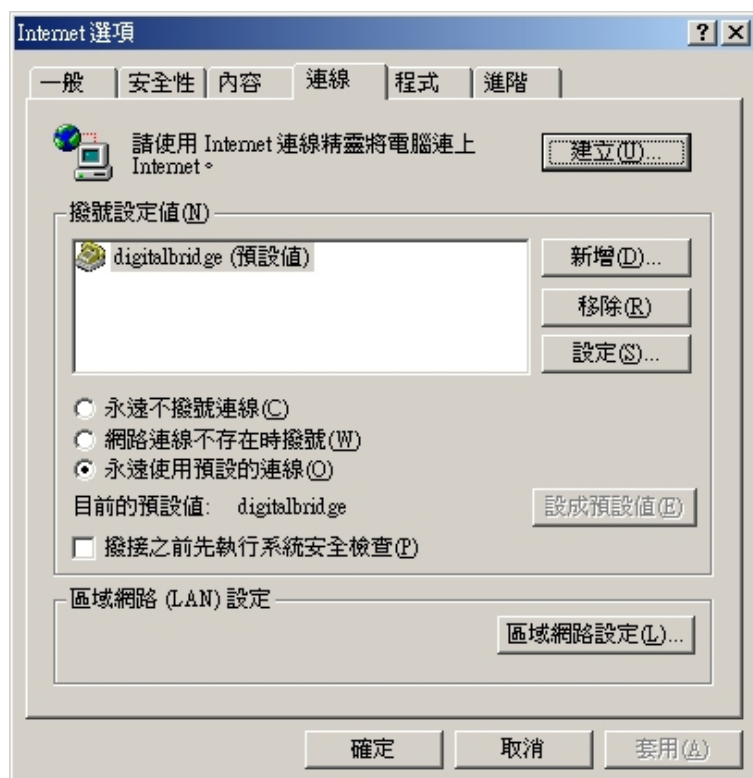 Internet 選項
一般 安全性 內容 連線 程式 進階
請使用 Internet 連線精靈將電腦連上
Internet。
建立(U)...
撥號設定值(N)
digitalbridge (預設值)
新增(D)...
移除(R)
設定(S)...
永遠不撥號連線(C)
網路連線不存在時撥號(W)
永遠使用預設的連線(O)
目前的預設值: digitalbridge
設成預設值(E)
撥接之前先執行系統安全檢查(P)
區域網路 (LAN) 設定
區域網路設定(L)...
確定 取消 套用(A)